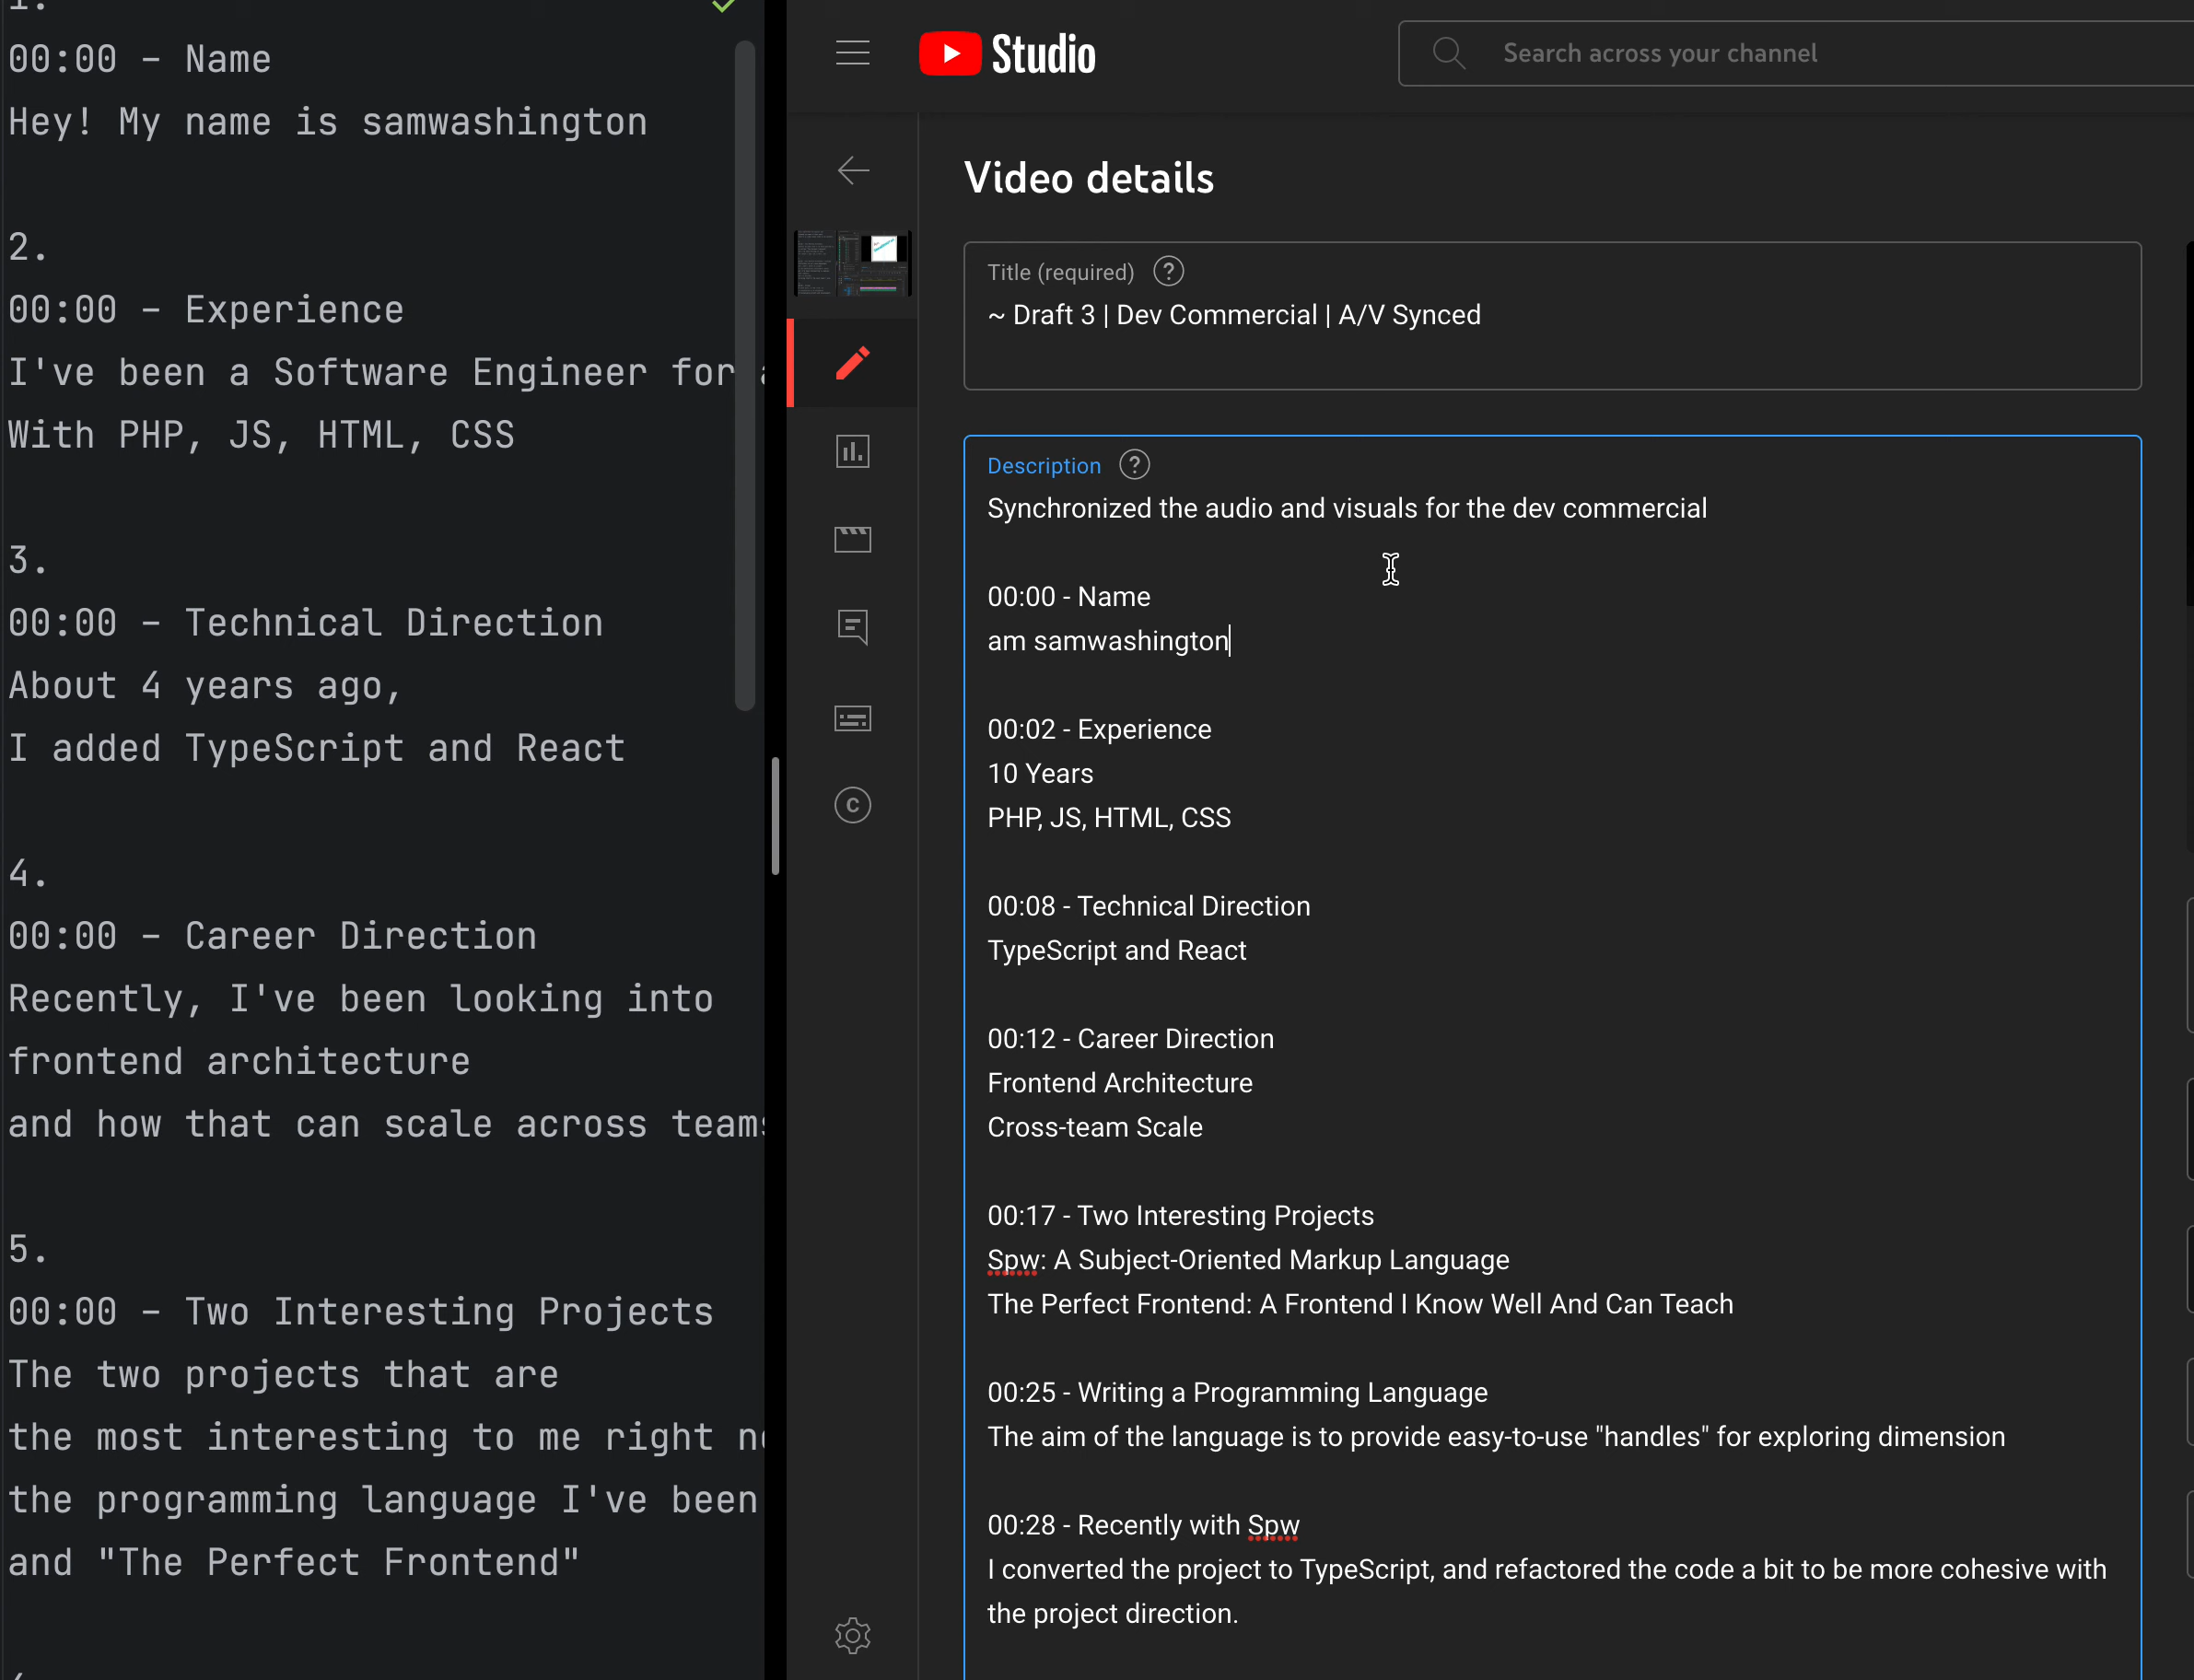 1.
00:00 - Name
Hey! My name is samwashington
2.
00:00 - Experience
I've been a Software Engineer for
With PHP, JS, HTML, CSS
3.
00:00 - Technical Direction
About 4 years ago,
I added TypeScript and React
4.
00:00 - Career Direction
Recently, I've been looking into
frontend architecture
and how that can scale across teams
5.
00:00 - Two Interesting Projects
The two projects that are
the most interesting to me right
the programming language I've been
and "The Perfect Frontend"
Studio
Search across your channel
Video details
Title (required)
~ Draft 3 | Dev Commercial | A/V Synced
Description
Synchronized the audio and visuals for the dev commercial
00:00 - Name
am samwashington
00:02 - Experience
10 Years
PHP, JS, HTML, CSS
00:08 - Technical Direction
TypeScript and React
00:12 - Career Direction
Frontend Architecture
Cross-team Scale
00:17 - Two Interesting Projects
Spw: A Subject-Oriented Markup Language
The Perfect Frontend: A Frontend I Know Well And Can Teach
00:25 - Writing a Programming Language
The aim of the language is to provide easy-to-use "handles" for exploring dimension
00:28 - Recently with Spw
I converted the project to TypeScript, and refactored the code a bit to be more cohesive with
the project direction.